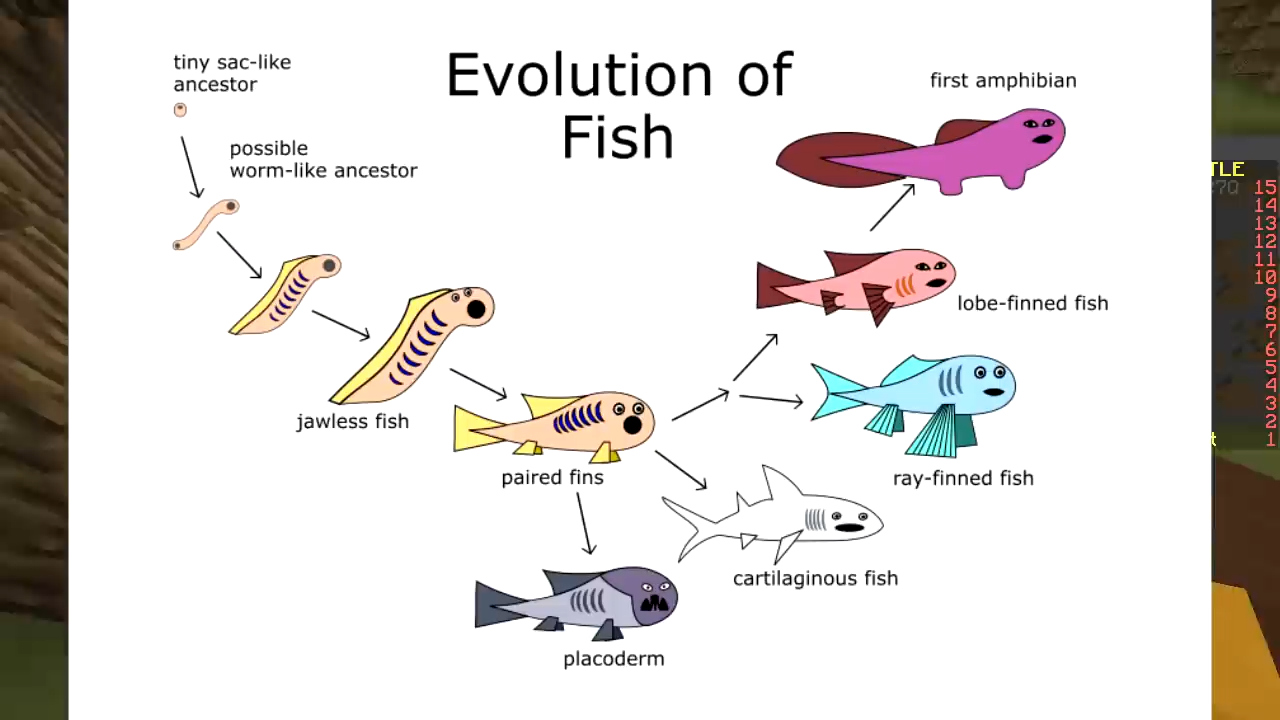 Evolution of
Fish
tiny sac-like
ancestor
possible
worm-like ancestor
first amphibian
lobe-finned fish
jawless fish
paired fins
ray-finned fish
cartilaginous fish
placoderm
TLE
15
14
13
12
11
10
9
8
7
6
5
4
3
2
1